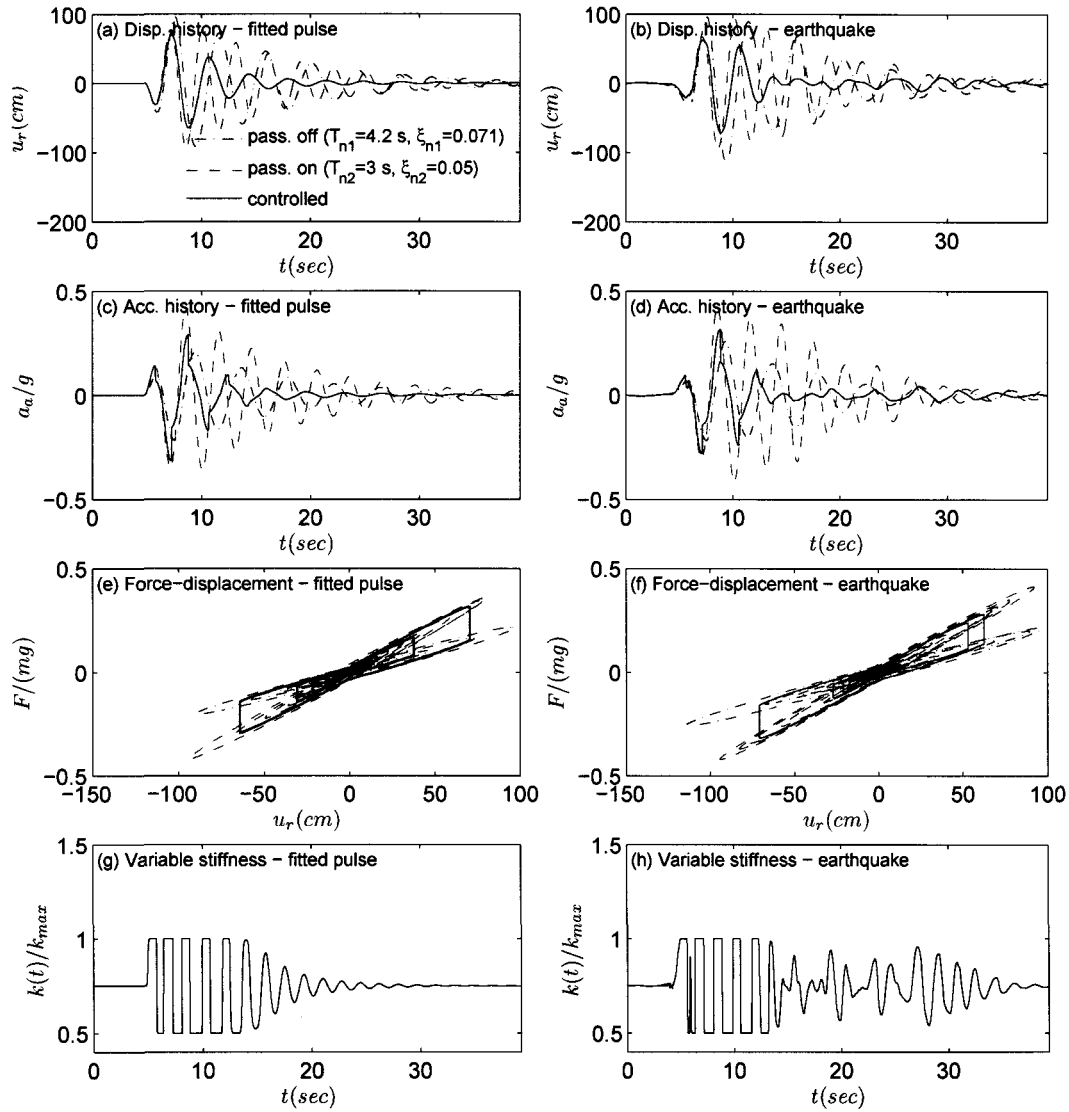 (a) Disp. history − fitted pulse
100
0
−100
−200
u_r(cm)
pass. off (T_n1=4.2 s, ξ_n1=0.071)
pass. on (T_n2=3 s, ξ_n2=0.05)
controlled
0 10 20 30
t(sec)
(b) Disp. history − earthquake
100
0
−100
−200
u_r(cm)
0 10 20 30
t(sec)
(c) Acc. history − fitted pulse
0.5
0
−0.5
a_a/g
0 10 20 30
t(sec)
(d) Acc. history − earthquake
0.5
0
−0.5
a_a/g
0 10 20 30
t(sec)
(e) Force−displacement − fitted pulse
0.5
0
−0.5
F/(mg)
−150 −100 −50 0 50 100
u_r(cm)
(f) Force−displacement − earthquake
0.5
0
−0.5
F/(mg)
−150 −100 −50 0 50 100
u_r(cm)
(g) Variable stiffness − fitted pulse
1.5
1
0.5
k(t)/k_max
0 10 20 30
t(sec)
(h) Variable stiffness − earthquake
1.5
1
0.5
k(t)/k_max
0 10 20 30
t(sec)